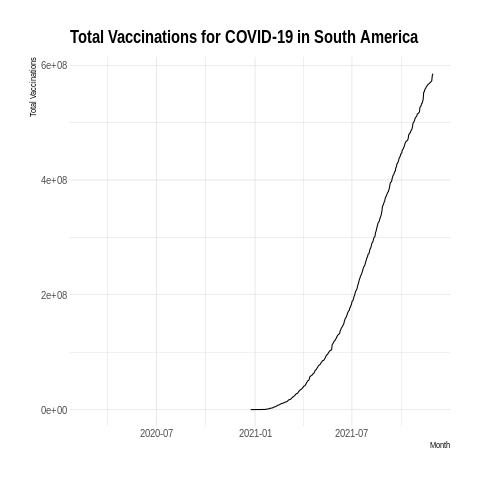 Total Vaccinations for COVID-19 in South America
Total Vaccinations
6e+08
4e+08
2e+08
0e+00
2020-07
2021-01
2021-07
Month